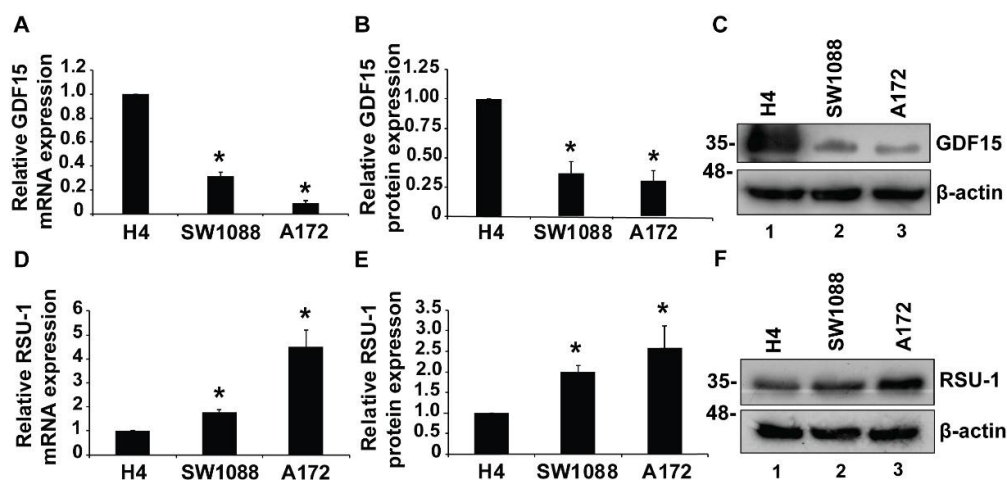 A
Relative GDF15
mRNA expression
1.2
1.0
0.8
0.6
0.4
0.2
0
*
*
H4 SW1088 A172
B
Relative GDF15
protein expression
1.25
1.00
0.75
0.50
0.25
0
*
*
H4 SW1088 A172
C
H4
SW1088
A172
35-
GDF15
48-
β-actin
1 2 3
D
Relative RSU-1
mRNA expression
6
5
4
3
2
1
0
*
*
H4 SW1088 A172
E
Relative RSU-1
protein expresson
3.5
3.0
2.5
2.0
1.5
1.0
0.5
0.0
*
*
H4 SW1088 A172
F
H4
SW1088
A172
35-
RSU-1
48-
β-actin
1 2 3